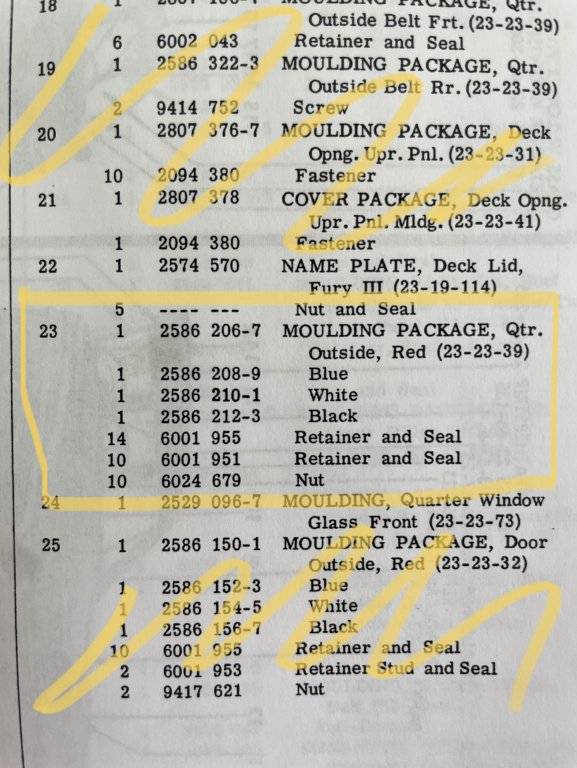 18 1 MOULDING PACKAGE, Qtr.
Outside Belt Frt. (23-23-39)
6 6002 043 Retainer and Seal
19 1 2586 322-3 MOULDING PACKAGE, Qtr.
Outside Belt Rr. (23-23-39)
2 9414 752 Screw
20 1 2807 376-7 MOULDING PACKAGE, Deck
Opng. Upr. Pnl. (23-23-31)
10 2094 380 Fastener
21 1 2807 378 COVER PACKAGE, Deck Opng.
Upr. Pnl. Mldg. (23-23-41)
1 2094 380 Fastener
22 1 2574 570 NAME PLATE, Deck Lid,
Fury III (23-19-114)
5 ---- --- Nut and Seal
23 1 2586 206-7 MOULDING PACKAGE, Qtr.
Outside, Red (23-23-39)
1 2586 208-9 Blue
1 2586 210-1 White
1 2586 212-3 Black
14 6001 955 Retainer and Seal
10 6001 951 Retainer and Seal
10 6024 679 Nut
24 1 2529 096-7 MOULDING, Quarter Window
Glass Front (23-23-73)
25 1 2586 150-1 MOULDING PACKAGE, Door
Outside, Red (23-23-32)
1 2586 152-3 Blue
1 2586 154-5 White
1 2586 156-7 Black
10 6001 955 Retainer and Seal
2 6001 953 Retainer Stud and Seal
2 9417 621 Nut